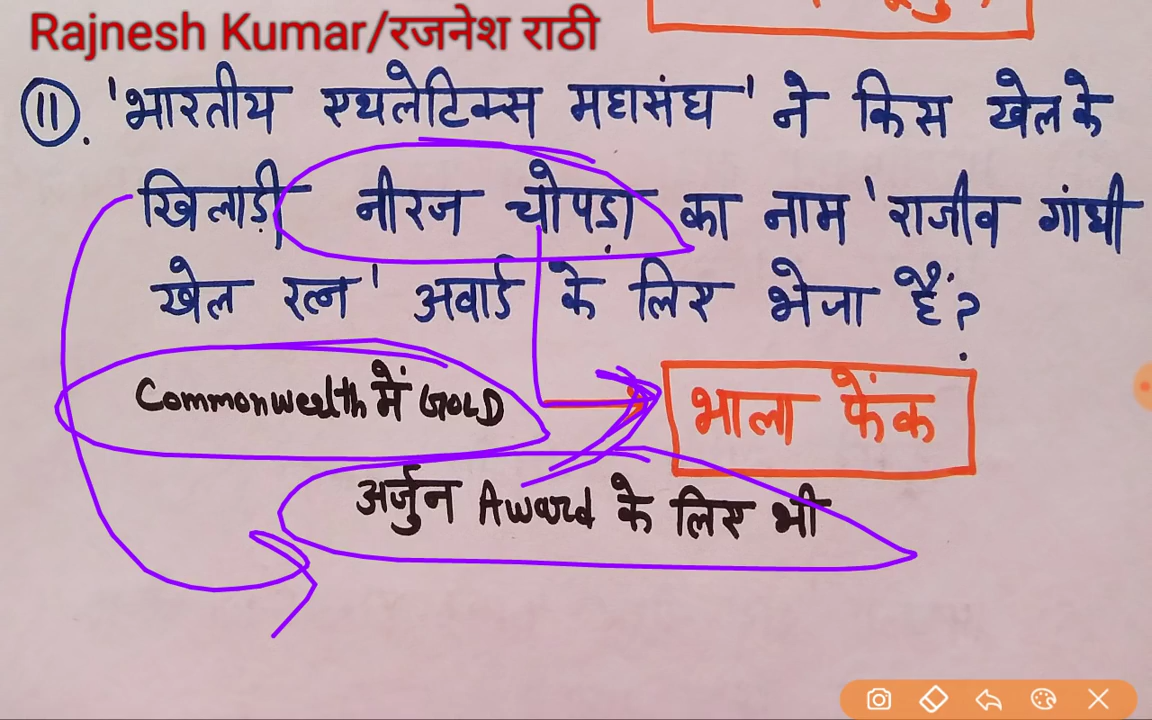 Rajnesh Kumar/रजनेश राठी
11. 'भारतीय एथलेटिक्स महासंघ' ने किस खेल के
खिलाड़ी नीरज चोपड़ा का नाम 'राजीव गांधी
खेल रत्न' अवार्ड के लिए भेजा है?
Commonwealth में GOLD
भाला फेंक
अर्जुन Award के लिए भी